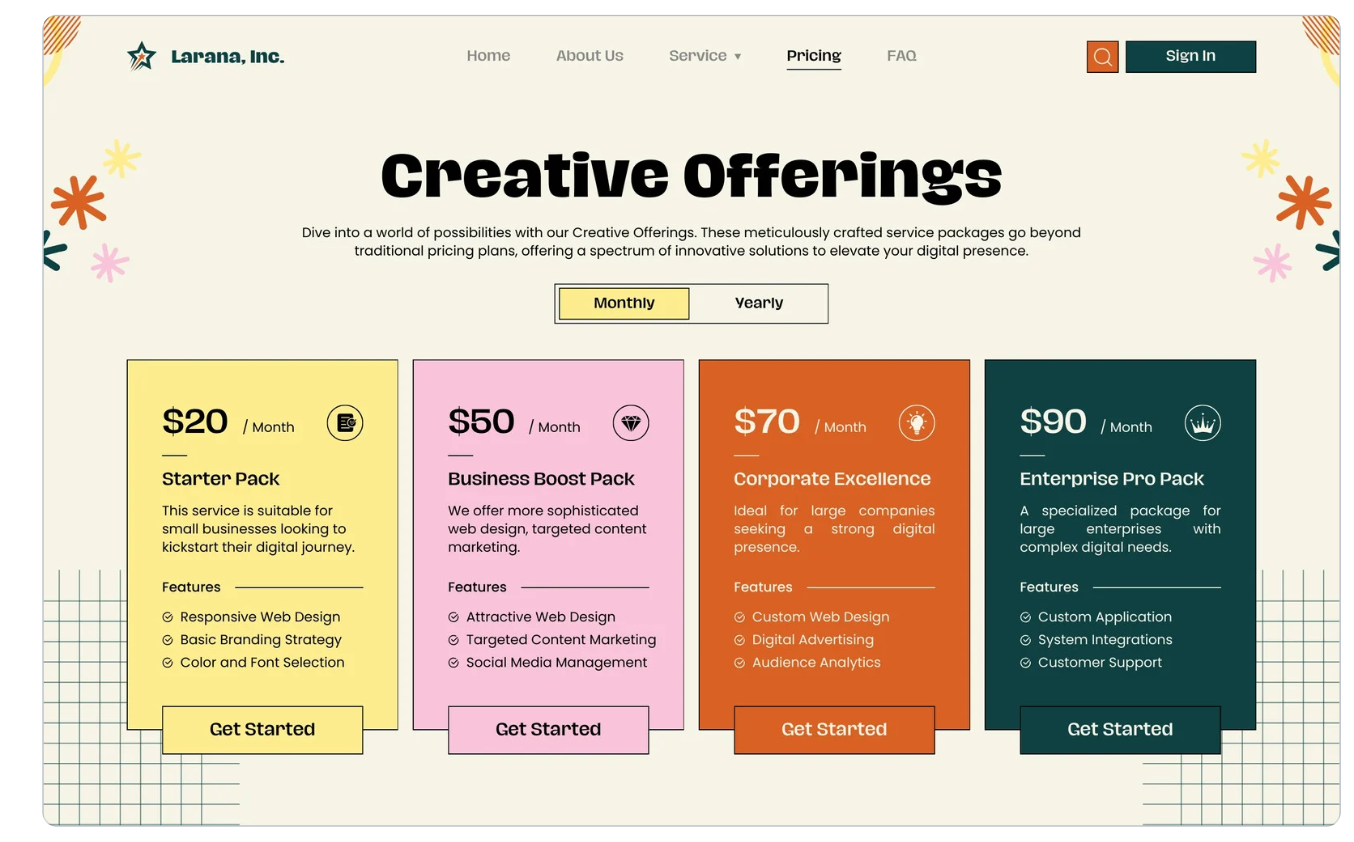 Larana, Inc.
Home
About Us
Service
Pricing
FAQ
Sign In
Creative Offerings
Dive into a world of possibilities with our Creative Offerings. These meticulously crafted service packages go beyond
traditional pricing plans, offering a spectrum of innovative solutions to elevate your digital presence.
Monthly
Yearly
$20 / Month
Starter Pack
This service is suitable for
small businesses looking to
kickstart their digital journey.
Features
Responsive Web Design
Basic Branding Strategy
Color and Font Selection
Get Started
$50 / Month
Business Boost Pack
We offer more sophisticated
web design, targeted content
marketing.
Features
Attractive Web Design
Targeted Content Marketing
Social Media Management
Get Started
$70 / Month
Corporate Excellence
Ideal for large companies
seeking a strong digital
presence.
Features
Custom Web Design
Digital Advertising
Audience Analytics
Get Started
$90 / Month
Enterprise Pro Pack
A specialized package for
large enterprises with
complex digital needs.
Features
Custom Application
System Integrations
Customer Support
Get Started